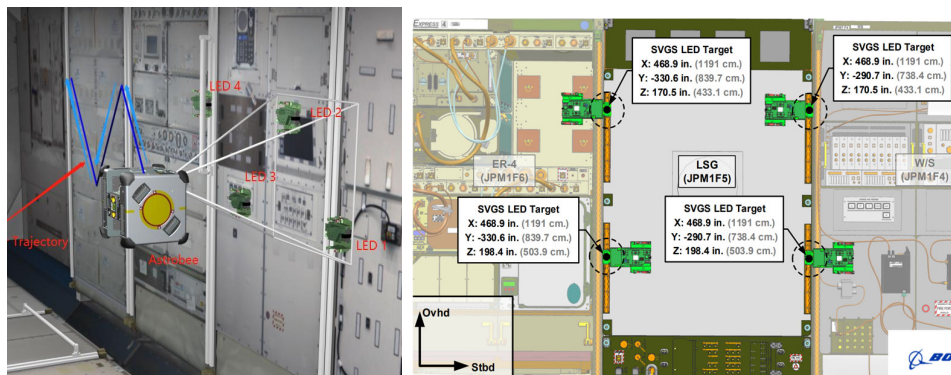 LED 4
LED 2
LED 3
LED 1
Trajectory
Astrobee
EXPRESS 4
SVGS LED Target
X: 468.9 in. (1191 cm.)
Y: -330.6 in. (839.7 cm.)
Z: 170.5 in. (433.1 cm.)
SVGS LED Target
X: 468.9 in. (1191 cm.)
Y: -290.7 in. (738.4 cm.)
Z: 170.5 in. (433.1 cm.)
ER-4
(JPM1F6)
LSG
(JPM1F5)
W/S
(JPM1F4)
SVGS LED Target
X: 468.9 in. (1191 cm.)
Y: -330.6 in. (839.7 cm.)
Z: 198.4 in. (503.9 cm.)
SVGS LED Target
X: 468.9 in. (1191 cm.)
Y: -290.7 in. (738.4 cm.)
Z: 198.4 in. (503.9 cm.)
Ovhd
Stbd